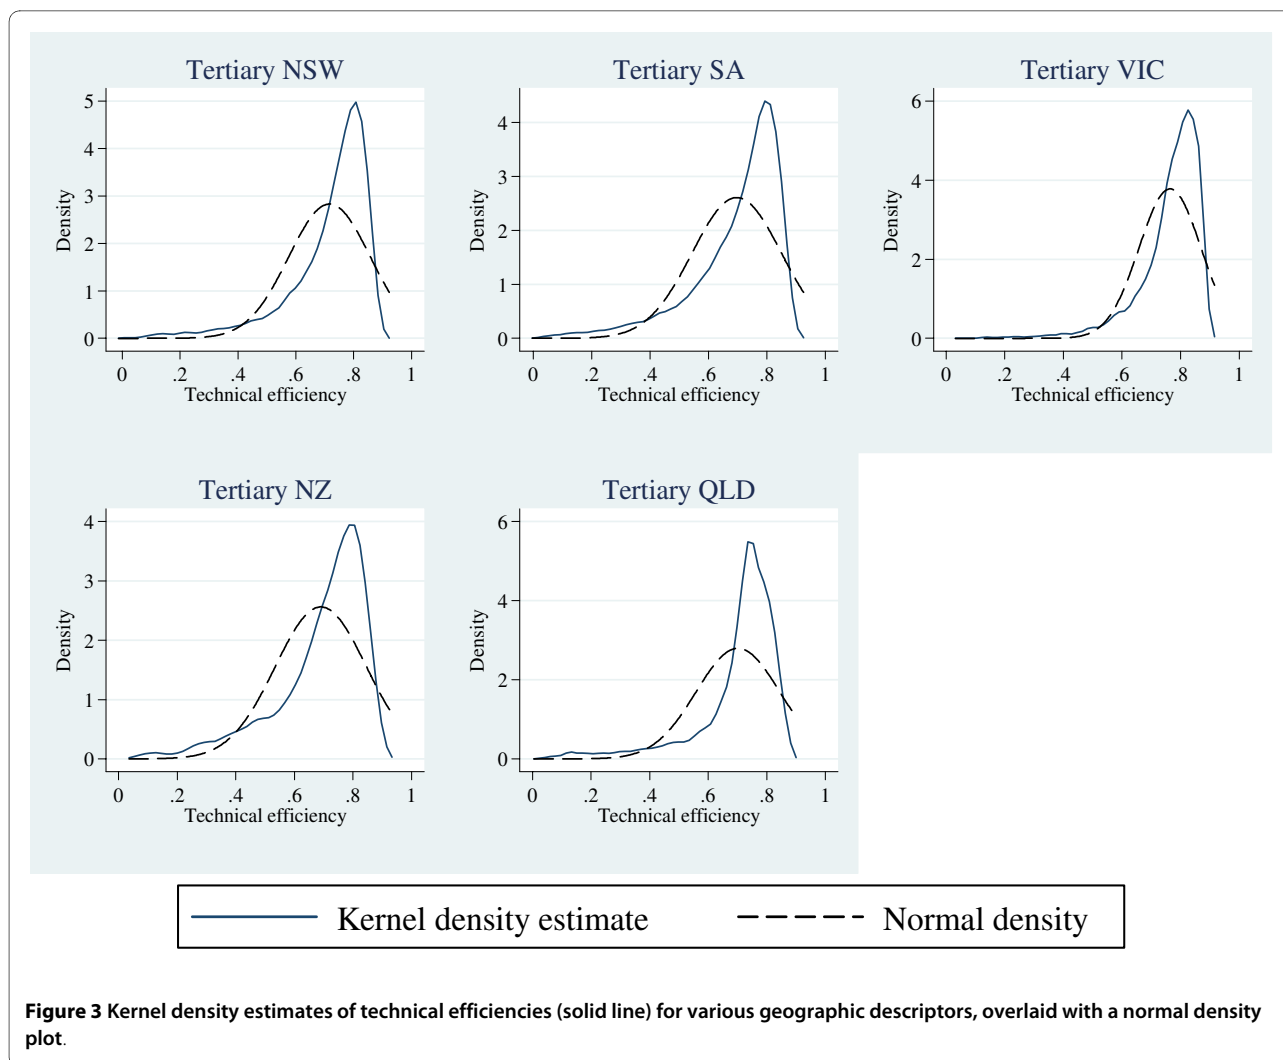 Tertiary NSW
5
4
3
2
1
0
Density
0 .2 .4 .6 .8 1
Technical efficiency
Tertiary SA
4
3
2
1
0
Density
0 .2 .4 .6 .8 1
Technical efficiency
Tertiary VIC
6
4
2
0
Density
0 .2 .4 .6 .8 1
Technical efficiency
Tertiary NZ
4
3
2
1
0
Density
0 .2 .4 .6 .8 1
Technical efficiency
Tertiary QLD
6
4
2
0
Density
0 .2 .4 .6 .8 1
Technical efficiency
Kernel density estimate Normal density
Figure 3 Kernel density estimates of technical efficiencies (solid line) for various geographic descriptors, overlaid with a normal density
plot.